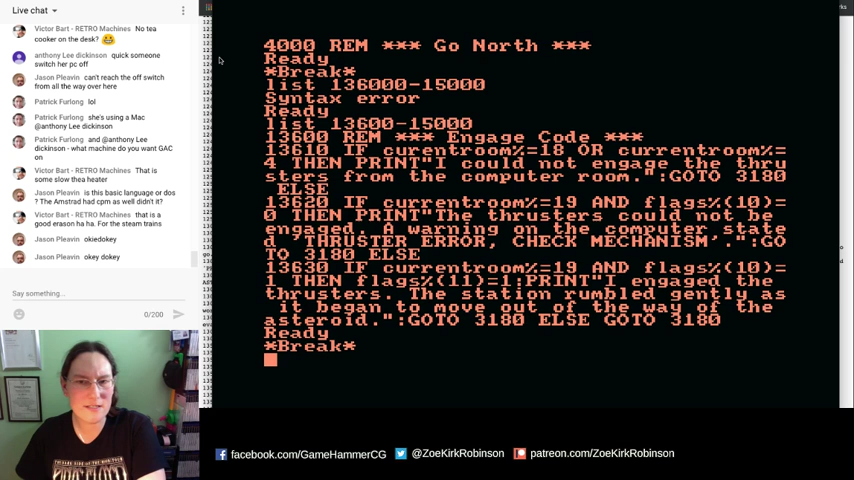 Live chat
Victor Bart - RETRO Machines No tea
cooker on the desk?
anthony Lee dickinson quick someone
switch her pc off
Jason Pleavin can't reach the off switch
from all the way over here
Patrick Furlong lol
Patrick Furlong she's using a Mac
@anthony Lee dickinson
Patrick Furlong and @anthony Lee
dickinson - what machine do you want GAC
on
Victor Bart - RETRO Machines That is
some slow thea heater
Jason Pleavin is this basic language or dos
? The Amstrad had cpm as well didn't it?
Victor Bart - RETRO Machines that is a
good erason ha ha. For the steam trains
Jason Pleavin okiedokey
Jason Pleavin okey dokey
Say something...
0/200
4000 REM *** Go North ***
Ready
*Break*
list 136000-15000
Syntax error
Ready
list 13600-15000
13600 REM *** Engage Code ***
13610 IF curentroom%=18 OR currentroom%=
4 THEN PRINT"I could not engage the thru
sters from the computer room.":GOTO 3180
ELSE
13620 IF currentroom%=19 AND flags%(10)=
0 THEN PRINT"The thrusters could not be
engaged. A warning on the computer state
d 'THRUSTER ERROR, CHECK MECHANISM'.":GO
TO 3180 ELSE
13630 IF currentroom%=19 AND flags%(10)=
1 THEN flags%(11)=1:PRINT"I engaged the
thrusters. The station rumbled gently as
it began to move out of the way of the
asteroid.":GOTO 3180 ELSE GOTO 3180
Ready
*Break*
facebook.com/GameHammerCG
@ZoeKirkRobinson
patreon.com/ZoeKirkRobinson